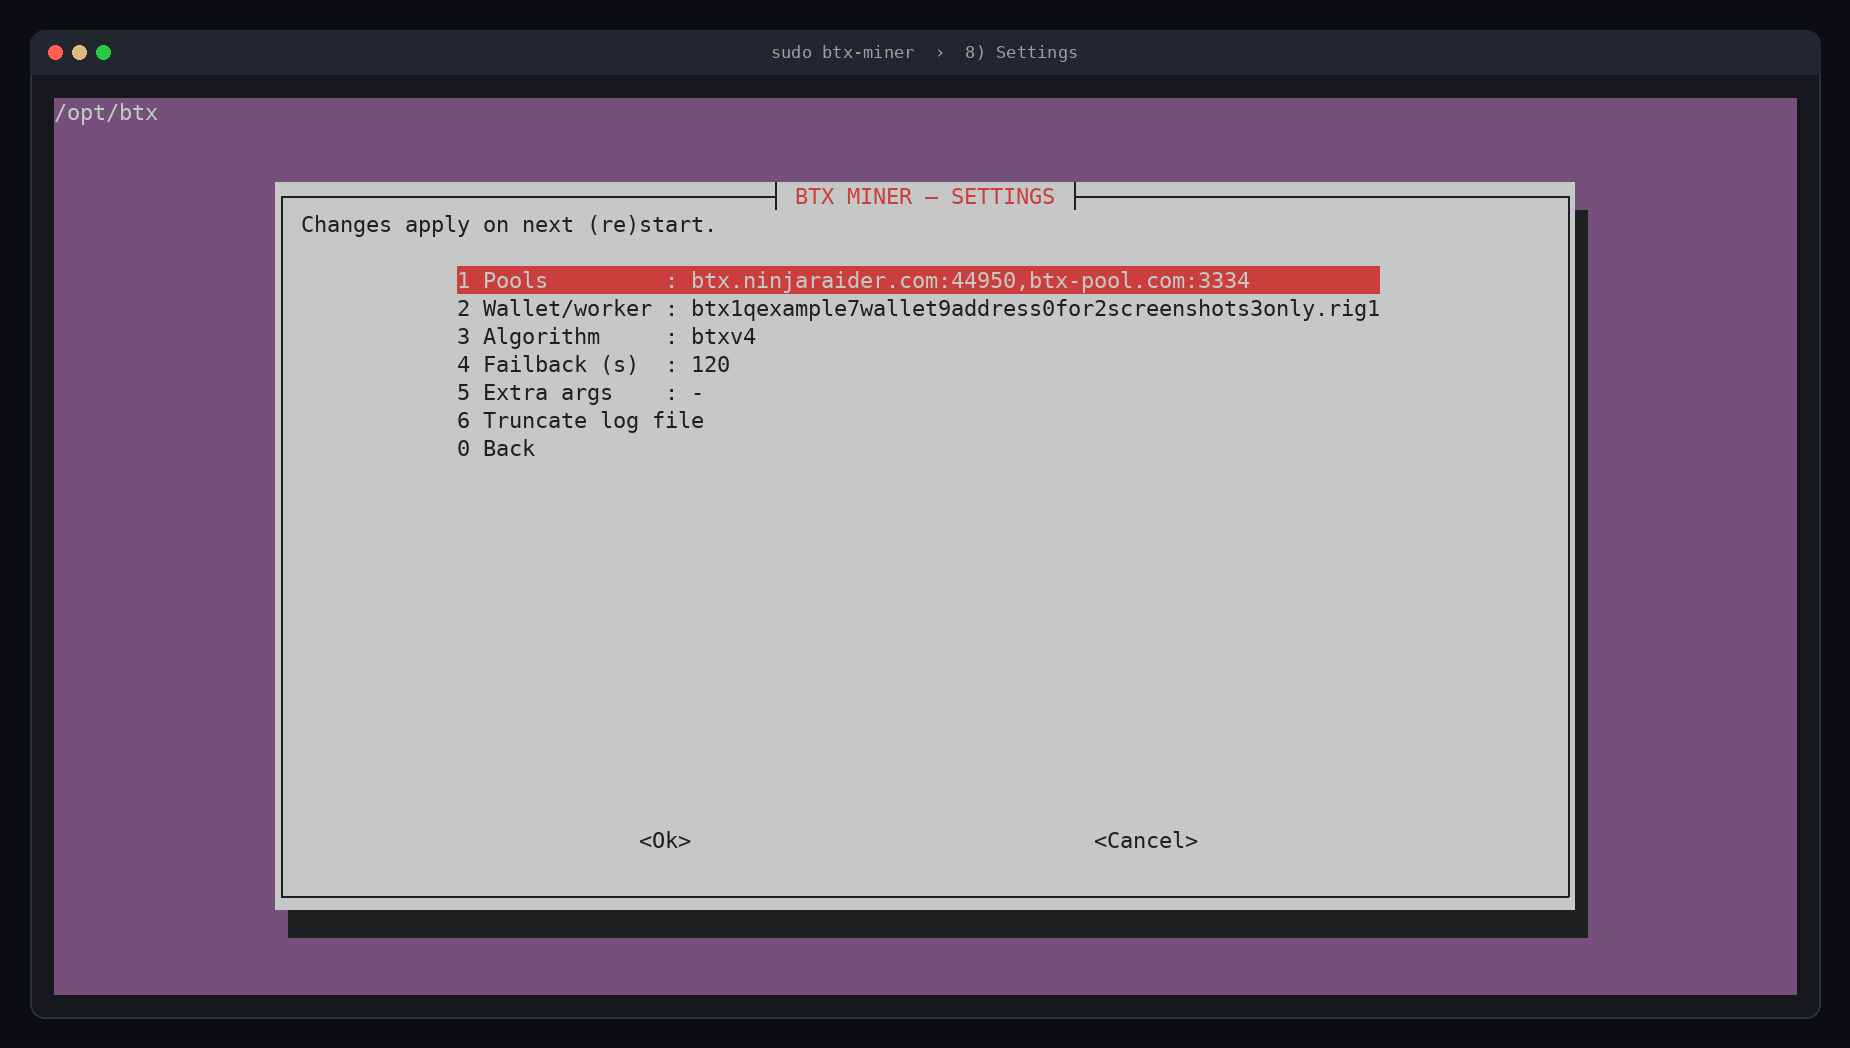 sudo btx-miner › 8) Settings
/opt/btx
BTX MINER — SETTINGS
Changes apply on next (re)start.
1 Pools         : btx.ninjaraider.com:44950,btx-pool.com:3334
2 Wallet/worker : btx1qexample7wallet9address0for2screenshots3only.rig1
3 Algorithm     : btxv4
4 Failback (s)  : 120
5 Extra args    : -
6 Truncate log file
0 Back
<Ok> <Cancel>